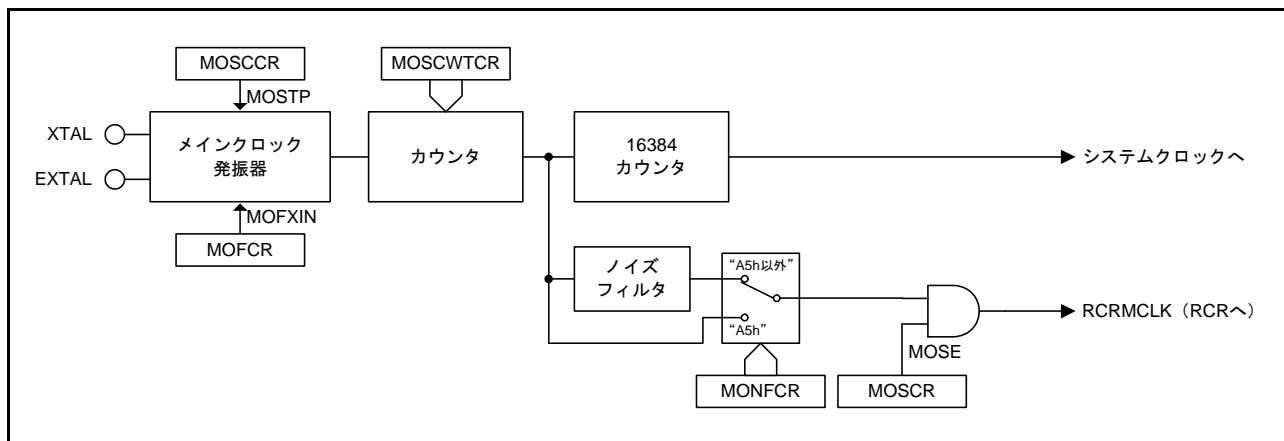 MOSCCR
MOSCWTCR
MOSTP
XTAL
EXTAL
メインクロック
発振器
カウンタ
16384
カウンタ
システムクロックへ
MOFXIN
MOFCR
ノイズ
フィルタ
“A5h以外”
“A5h”
RCRMCLK（RCRへ）
MOSE
MONFCR
MOSCR